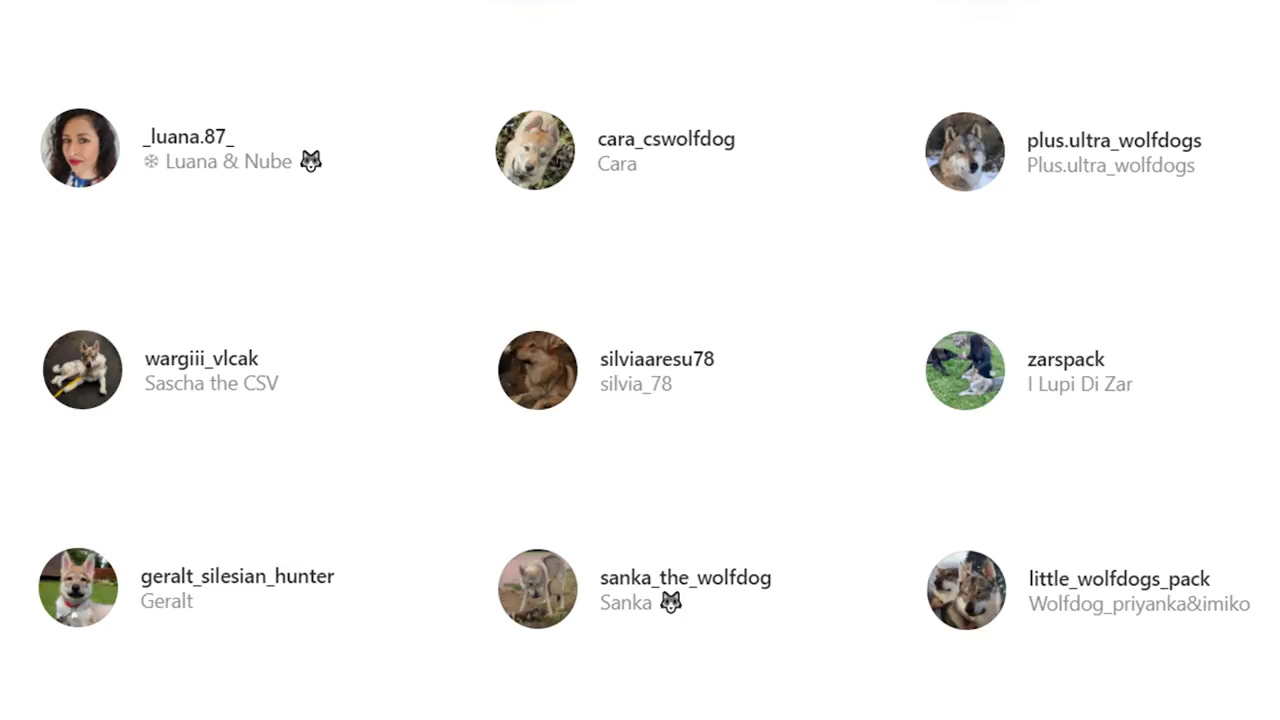 _luana.87_
❄ Luana & Nube 🐺
cara_cswolfdog
Cara
plus.ultra_wolfdogs
Plus.ultra_wolfdogs
wargiii_vlcak
Sascha the CSV
silviaaresu78
silvia_78
zarspack
I Lupi Di Zar
geralt_silesian_hunter
Geralt
sanka_the_wolfdog
Sanka 🐺
little_wolfdogs_pack
Wolfdog_priyanka&imiko